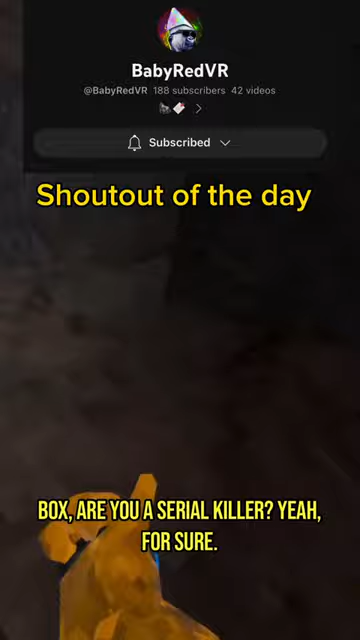 BabyRedVR
@BabyRedVR 188 subscribers 42 videos
Subscribed
Shoutout of the day
BOX, ARE YOU A SERIAL KILLER? YEAH,
FOR SURE.